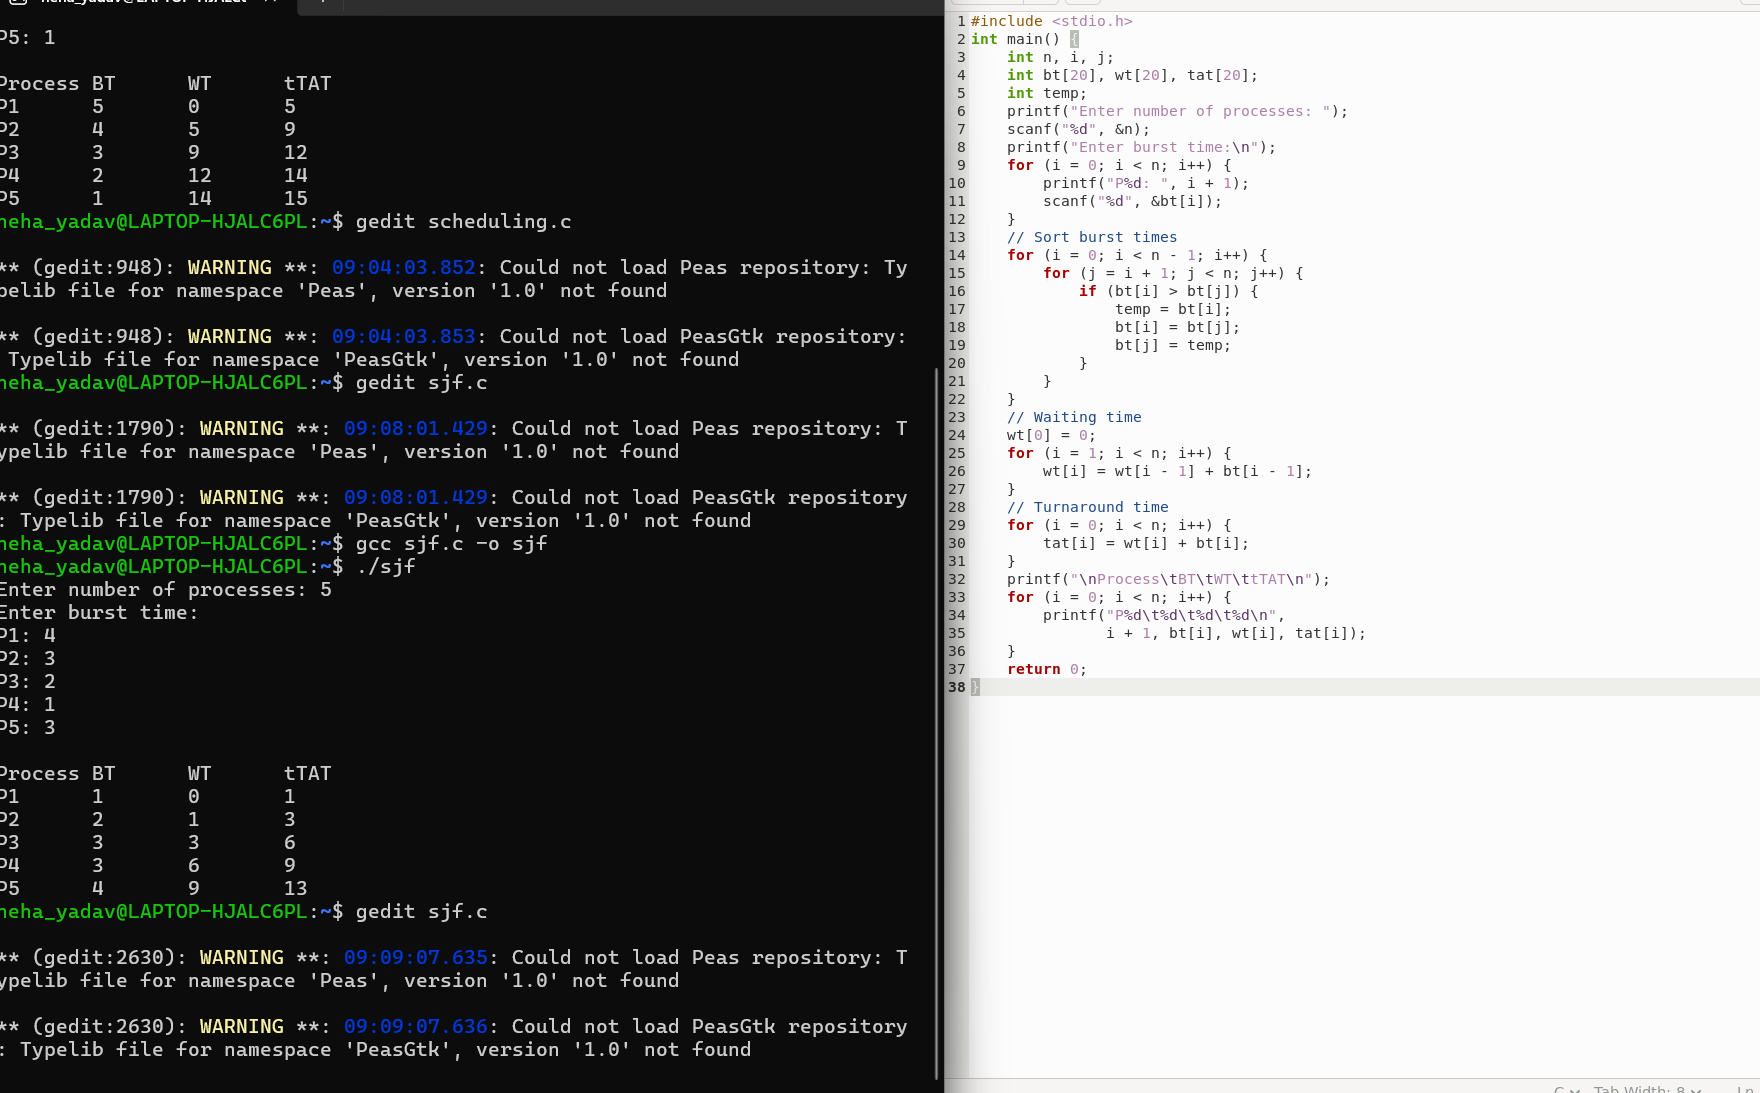 P5: 1
Process BT WT tTAT
P1 5 0 5
P2 4 5 9
P3 3 9 12
P4 2 12 14
P5 1 14 15
neha_yadav@LAPTOP-HJALC6PL:~$ gedit scheduling.c
** (gedit:948): WARNING **: 09:04:03.852: Could not load Peas repository: Ty
pelib file for namespace 'Peas', version '1.0' not found
** (gedit:948): WARNING **: 09:04:03.853: Could not load PeasGtk repository:
Typelib file for namespace 'PeasGtk', version '1.0' not found
neha_yadav@LAPTOP-HJALC6PL:~$ gedit sjf.c
** (gedit:1790): WARNING **: 09:08:01.429: Could not load Peas repository: T
ypelib file for namespace 'Peas', version '1.0' not found
** (gedit:1790): WARNING **: 09:08:01.429: Could not load PeasGtk repository
: Typelib file for namespace 'PeasGtk', version '1.0' not found
neha_yadav@LAPTOP-HJALC6PL:~$ gcc sjf.c -o sjf
neha_yadav@LAPTOP-HJALC6PL:~$ ./sjf
Enter number of processes: 5
Enter burst time:
P1: 4
P2: 3
P3: 2
P4: 1
P5: 3
Process BT WT tTAT
P1 1 0 1
P2 2 1 3
P3 3 3 6
P4 3 6 9
P5 4 9 13
neha_yadav@LAPTOP-HJALC6PL:~$ gedit sjf.c
** (gedit:2630): WARNING **: 09:09:07.635: Could not load Peas repository: T
ypelib file for namespace 'Peas', version '1.0' not found
** (gedit:2630): WARNING **: 09:09:07.636: Could not load PeasGtk repository
: Typelib file for namespace 'PeasGtk', version '1.0' not found
1 #include <stdio.h>
2 int main() {
3     int n, i, j;
4     int bt[20], wt[20], tat[20];
5     int temp;
6     printf("Enter number of processes: ");
7     scanf("%d", &n);
8     printf("Enter burst time:\n");
9     for (i = 0; i < n; i++) {
10         printf("P%d: ", i + 1);
11         scanf("%d", &bt[i]);
12     }
13     // Sort burst times
14     for (i = 0; i < n - 1; i++) {
15         for (j = i + 1; j < n; j++) {
16             if (bt[i] > bt[j]) {
17                 temp = bt[i];
18                 bt[i] = bt[j];
19                 bt[j] = temp;
20             }
21         }
22     }
23     // Waiting time
24     wt[0] = 0;
25     for (i = 1; i < n; i++) {
26         wt[i] = wt[i - 1] + bt[i - 1];
27     }
28     // Turnaround time
29     for (i = 0; i < n; i++) {
30         tat[i] = wt[i] + bt[i];
31     }
32     printf("\nProcess\tBT\tWT\ttTAT\n");
33     for (i = 0; i < n; i++) {
34         printf("P%d\t%d\t%d\t%d\n",
35                i + 1, bt[i], wt[i], tat[i]);
36     }
37     return 0;
38 }
C Tab Width: 8 Ln